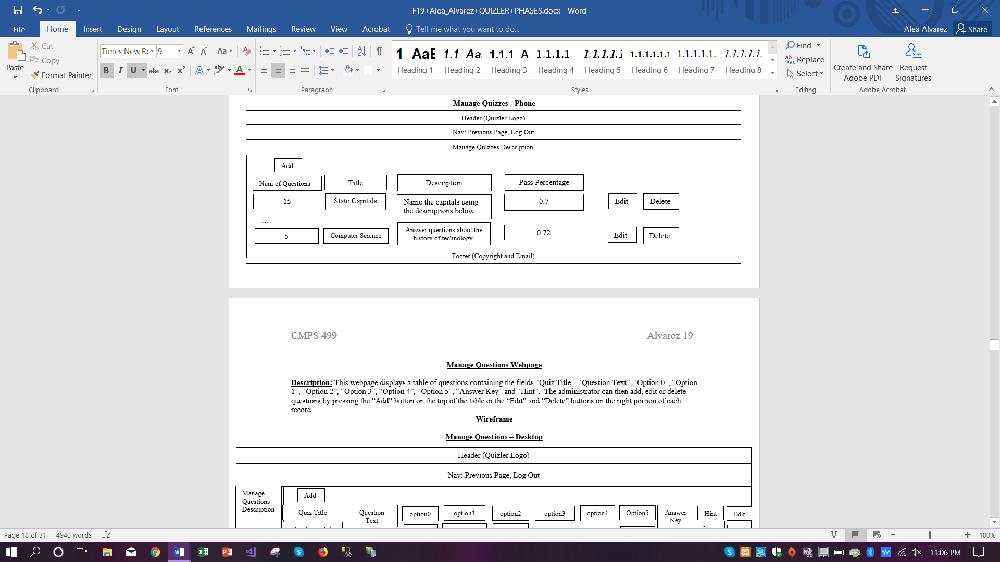 F19+Alea_Alvarez+QUIZLER+PHASES.docx - Word
File Home Insert Design Layout References Mailings Review View Acrobat Tell me what you want to do... Alea Alvarez Share
Paste Cut Copy Format Painter
Times New Rc 9
1 AaB 1.1 Aa 1.1.1 A 1.1.1.1 1.1.1.1.1 1.1.1.1.1.1 1.1.1.1.1.1. 1.1.1.1.1.
Heading 1 Heading 2 Heading 3 Heading 4 Heading 5 Heading 6 Heading 7 Heading 8
Find Replace Select
Create and Share Adobe PDF
Request Signatures
Clipboard Font Paragraph Styles Editing Adobe Acrobat
Manage Quizzes - Phone
Header (Quizler Logo)
Nav: Previous Page, Log Out
Manage Quizzes Description
Add
Num of Questions Title Description Pass Percentage
15 State Capitals Name the capitals using the descriptions below. 0.7 Edit Delete
... ... ...
5 Computer Science Answer questions about the history of technology. 0.72 Edit Delete
Footer (Copyright and Email)
CMPS 499 Alvarez 19
Manage Questions Webpage
Description: This webpage displays a table of questions containing the fields “Quiz Title”, “Question Text”, “Option 0”, “Option
1”, “Option 2”, “Option 3”, “Option 4”, “Option 5”, “Answer Key” and “Hint”. The administrator can then add, edit or delete
questions by pressing the “Add” button on the top of the table or the “Edit” and “Delete” buttons on the right portion of each
record.
Wireframe
Manage Questions – Desktop
Header (Quizler Logo)
Nav: Previous Page, Log Out
Manage Questions Description
Add
Quiz Title Question Text option0 option1 option2 option3 option4 Option5 Answer Key Hint Edit
Page 18 of 31 4940 words 100%
11:06 PM